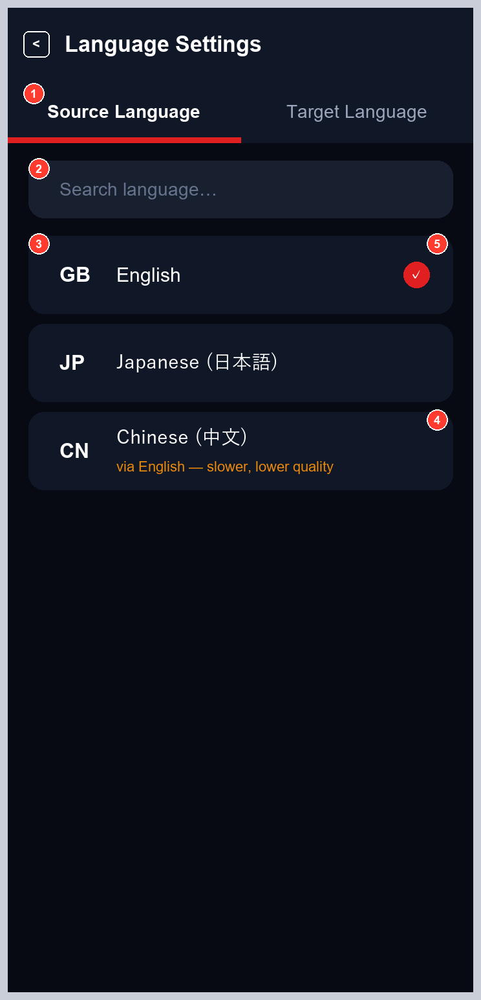 < Language Settings
1
Source Language Target Language
2
Search language...
3 5
GB English ✓
JP Japanese (日本語)
4
CN Chinese (中文)
via English — slower, lower quality